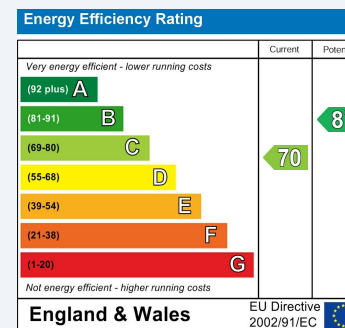 Energy Efficiency Rating
Current
Very energy efficient - lower running costs
(92 plus) A
(81-91) B
(69-80) C
(55-68) D
(39-54) E
(21-38) F
(1-20) G
70
Not energy efficient - higher running costs
England & Wales
EU Directive
2002/91/EC